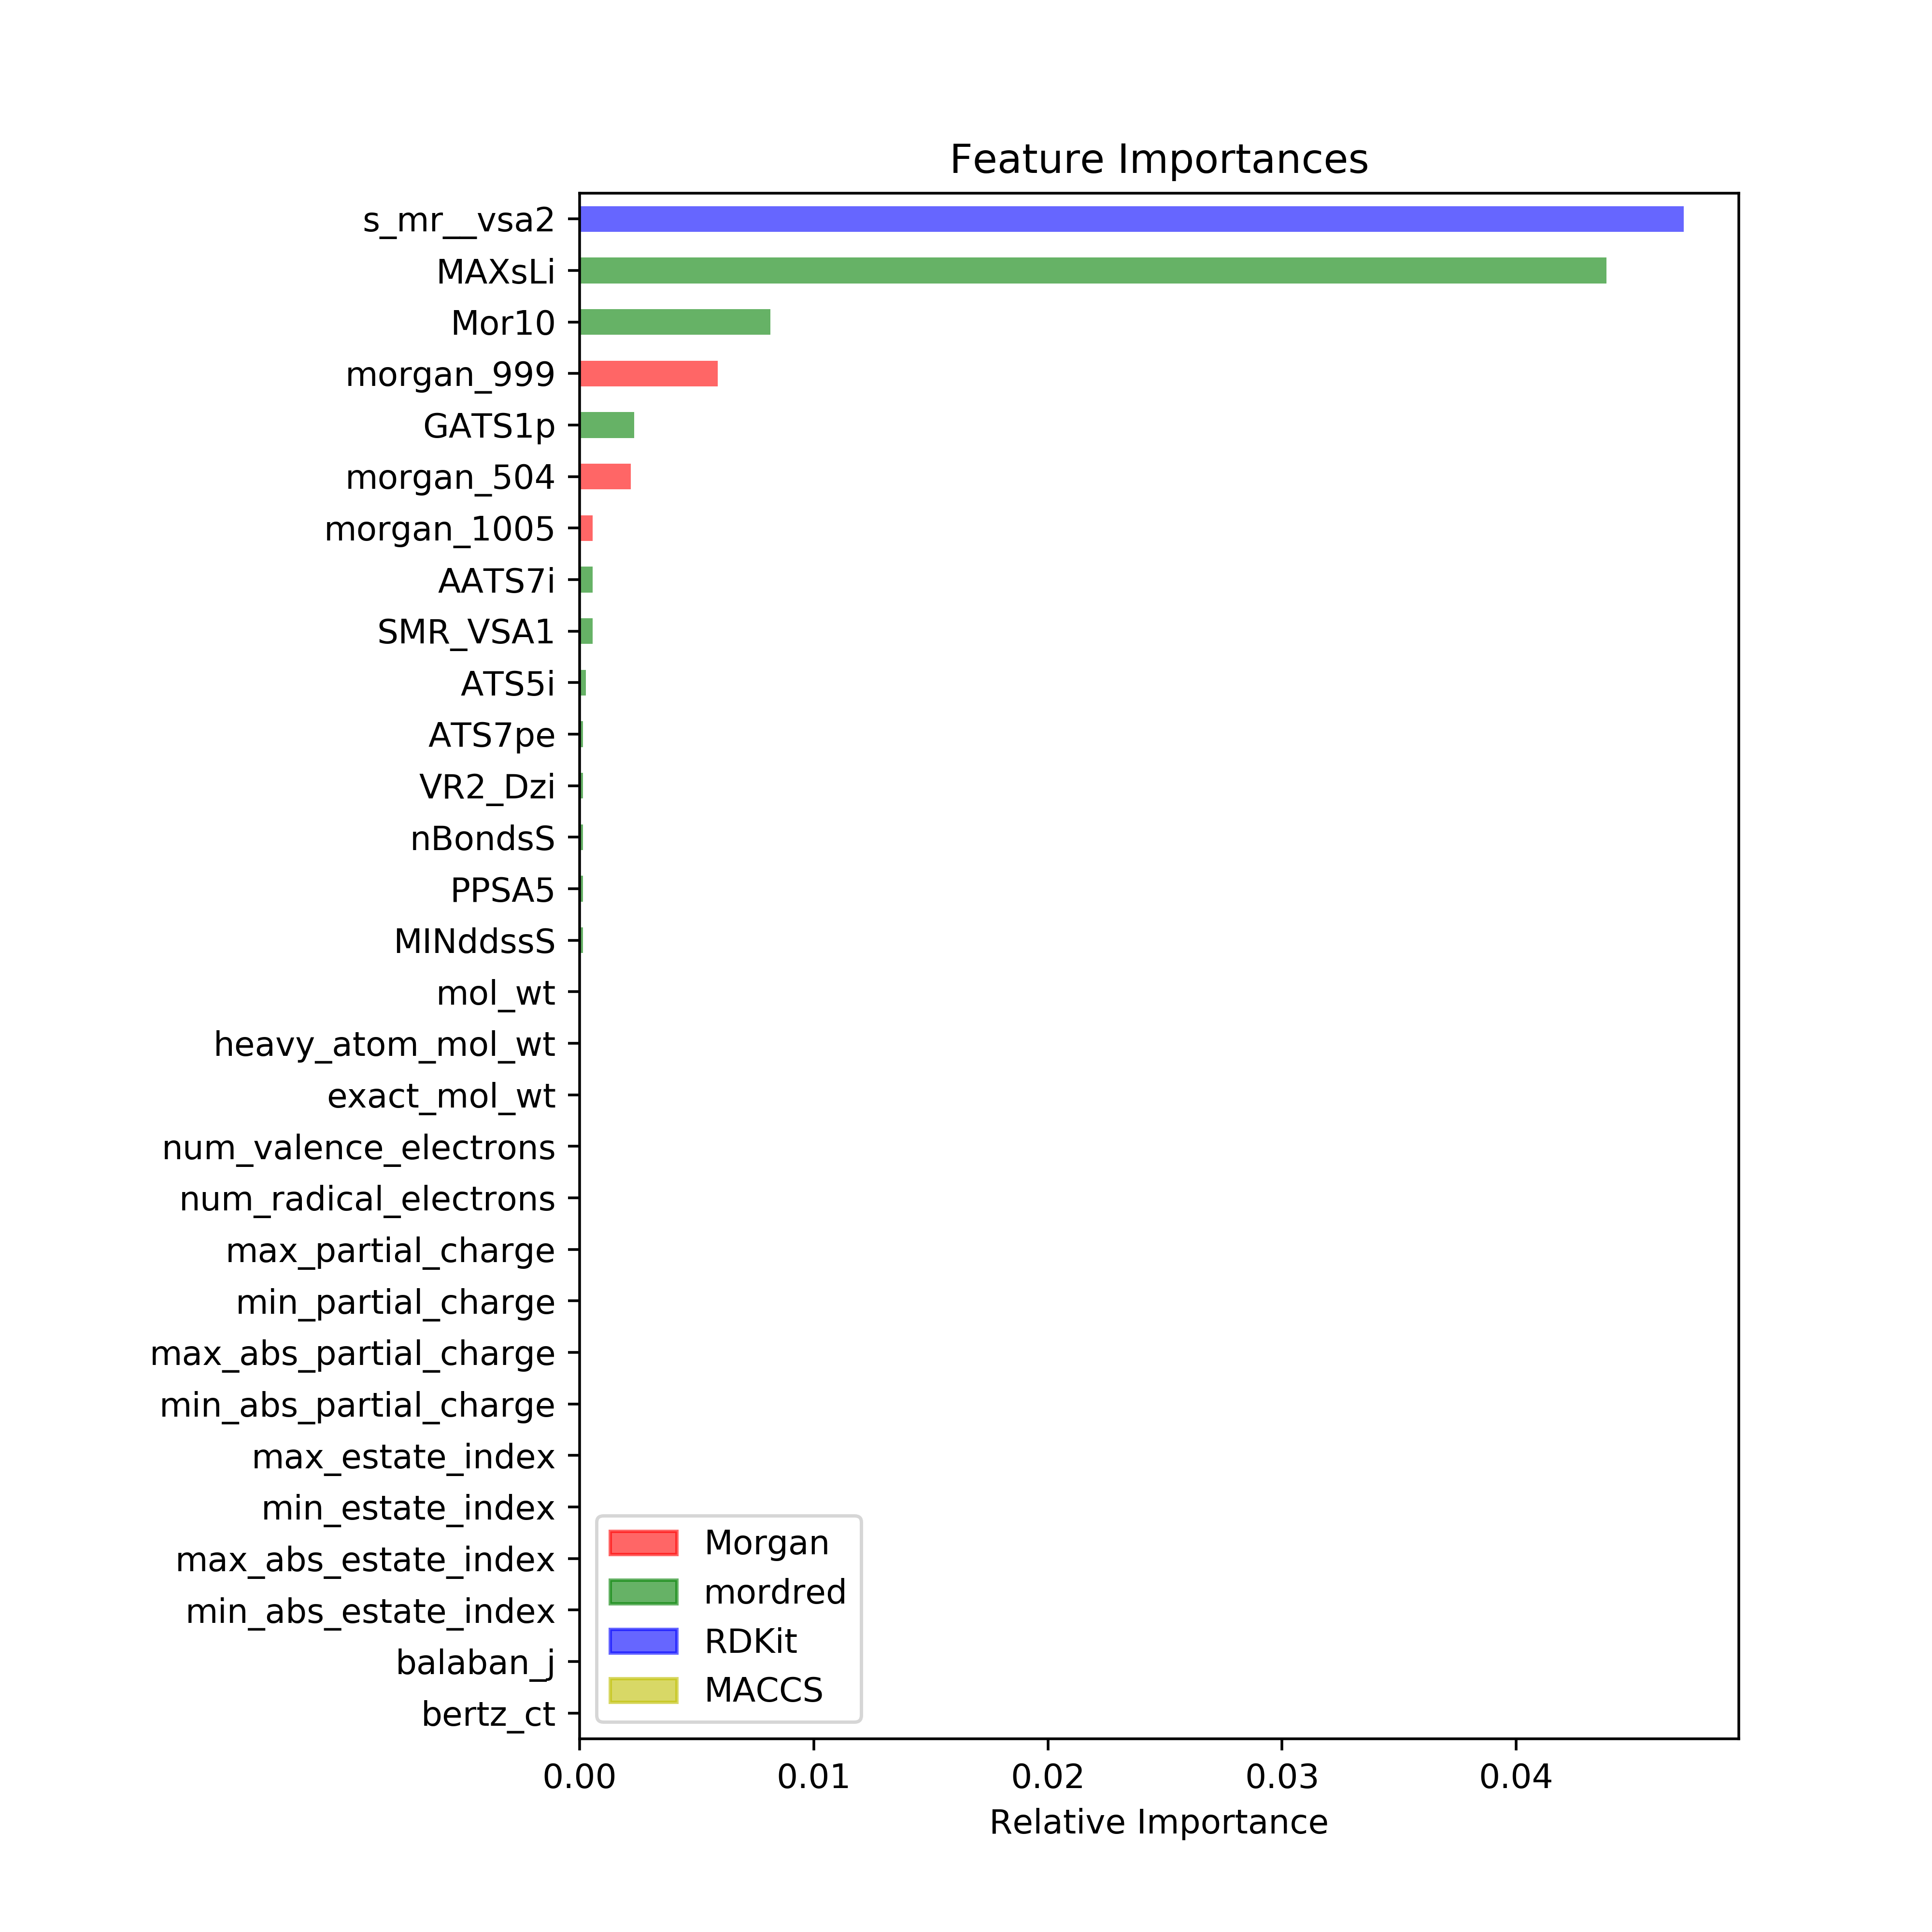 Feature Importances
s_mr__vsa2
MAXsLi
Mor10
morgan_999
GATS1p
morgan_504
morgan_1005
AATS7i
SMR_VSA1
ATS5i
ATS7pe
VR2_Dzi
nBondsS
PPSA5
MINddssS
mol_wt
heavy_atom_mol_wt
exact_mol_wt
num_valence_electrons
num_radical_electrons
max_partial_charge
min_partial_charge
max_abs_partial_charge
min_abs_partial_charge
max_estate_index
min_estate_index
max_abs_estate_index
min_abs_estate_index
balaban_j
bertz_ct
Morgan
mordred
RDKit
MACCS
0.00 0.01 0.02 0.03 0.04
Relative Importance